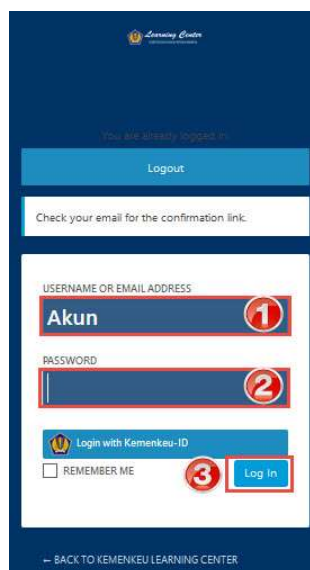 Learning Center
You are already logged in
Logout
Check your email for the confirmation link.
USERNAME OR EMAIL ADDRESS
Akun
1
PASSWORD
2
Login with Kemenkeu-ID
REMEMBER ME
3
Log In
← BACK TO KEMENKEU LEARNING CENTER